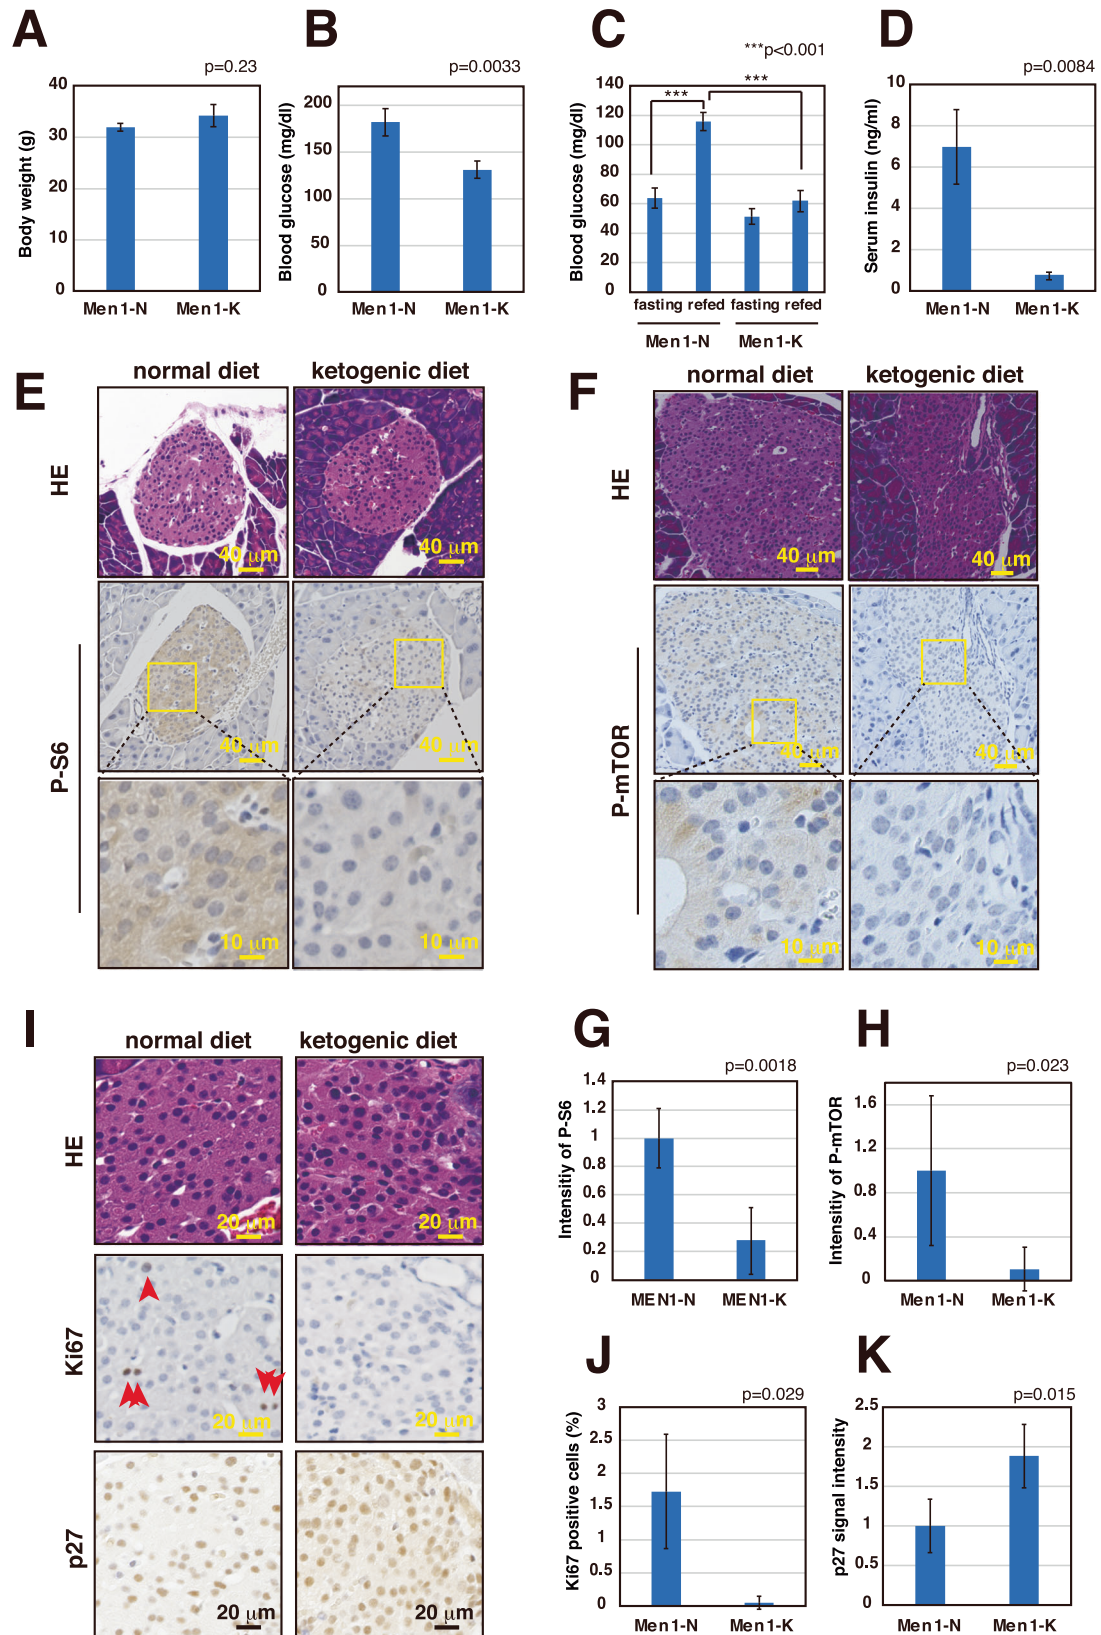 A
p=0.23
Body weight (g)
40
30
20
10
0
Men1-N Men1-K
B
p=0.0033
Blood glucose (mg/dl)
200
150
100
50
0
Men1-N Men1-K
C
***p<0.001
***
***
Blood glucose (mg/dl)
140
120
100
80
60
40
20
0
fasting refed fasting refed
Men1-N Men1-K
D
p=0.0084
Serum insulin (ng/ml)
10
8
6
4
2
0
Men1-N Men1-K
E
normal diet ketogenic diet
HE
40 μm 40 μm
P-S6
40 μm 40 μm
10 μm 10 μm
F
normal diet ketogenic diet
HE
40 μm 40 μm
P-mTOR
40 μm 40 μm
10 μm 10 μm
I
normal diet ketogenic diet
HE
20 μm 20 μm
Ki67
20 μm 20 μm
p27
20 μm 20 μm
G
p=0.0018
Intensitiy of P-S6
1.4
1.2
1
0.8
0.6
0.4
0.2
0
MEN1-N MEN1-K
H
p=0.023
Intensitiy of P-mTOR
1.6
1.2
0.8
0.4
0
Men1-N Men1-K
J
p=0.029
Ki67 positive cells (%)
3
2.5
2
1.5
1
0.5
0
Men1-N Men1-K
K
p=0.015
p27 signal intensity
2.5
2
1.5
1
0.5
0
Men1-N Men1-K